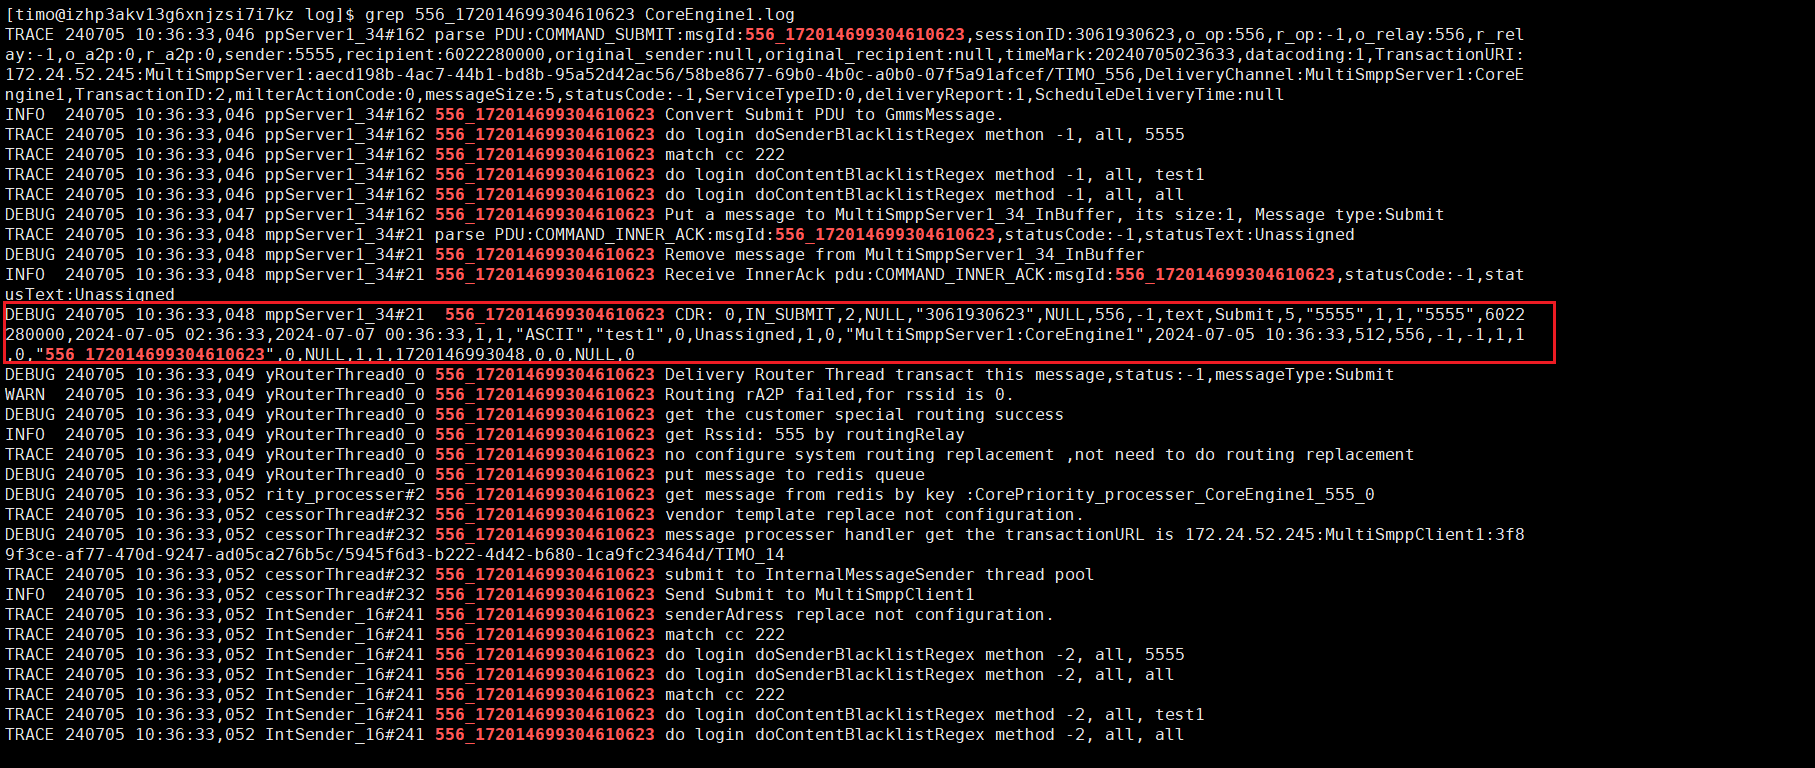 [timo@izhp3akv13g6xnjzsi7i7kz log]$ grep 556_172014699304610623 CoreEngine1.log
TRACE 240705 10:36:33,046 ppServer1_34#162 parse PDU:COMMAND_SUBMIT:msgId:556_172014699304610623,sessionID:3061930623,o_op:556,r_op:-1,o_relay:556,r_rel
ay:-1,o_a2p:0,r_a2p:0,sender:5555,recipient:6022280000,original_sender:null,original_recipient:null,timeMark:20240705023633,datacoding:1,TransactionURI:
172.24.52.245:MultiSmppServer1:aecd198b-4ac7-44b1-bd8b-95a52d42ac56/58be8677-69b0-4b0c-a0b0-07f5a91afcef/TIMO_556,DeliveryChannel:MultiSmppServer1:CoreE
ngine1,TransactionID:2,milterActionCode:0,messageSize:5,statusCode:-1,ServiceTypeID:0,deliveryReport:1,ScheduleDeliveryTime:null
INFO  240705 10:36:33,046 ppServer1_34#162 556_172014699304610623 Convert Submit PDU to GmmsMessage.
TRACE 240705 10:36:33,046 ppServer1_34#162 556_172014699304610623 do login doSenderBlacklistRegex methon -1, all, 5555
TRACE 240705 10:36:33,046 ppServer1_34#162 556_172014699304610623 match cc 222
TRACE 240705 10:36:33,046 ppServer1_34#162 556_172014699304610623 do login doContentBlacklistRegex method -1, all, test1
TRACE 240705 10:36:33,046 ppServer1_34#162 556_172014699304610623 do login doContentBlacklistRegex method -1, all, all
DEBUG 240705 10:36:33,047 ppServer1_34#162 556_172014699304610623 Put a message to MultiSmppServer1_34_InBuffer, its size:1, Message type:Submit
TRACE 240705 10:36:33,048 mppServer1_34#21 parse PDU:COMMAND_INNER_ACK:msgId:556_172014699304610623,statusCode:-1,statusText:Unassigned
DEBUG 240705 10:36:33,048 mppServer1_34#21 556_172014699304610623 Remove message from MultiSmppServer1_34_InBuffer
INFO  240705 10:36:33,048 mppServer1_34#21 556_172014699304610623 Receive InnerAck pdu:COMMAND_INNER_ACK:msgId:556_172014699304610623,statusCode:-1,stat
usText:Unassigned
DEBUG 240705 10:36:33,048 mppServer1_34#21  556_172014699304610623 CDR: 0,IN_SUBMIT,2,NULL,"3061930623",NULL,556,-1,text,Submit,5,"5555",1,1,"5555",6022
280000,2024-07-05 02:36:33,2024-07-07 00:36:33,1,1,"ASCII","test1",0,Unassigned,1,0,"MultiSmppServer1:CoreEngine1",2024-07-05 10:36:33,512,556,-1,-1,1,1
,0,"556_172014699304610623",0,NULL,1,1,1720146993048,0,0,NULL,0
DEBUG 240705 10:36:33,049 yRouterThread0_0 556_172014699304610623 Delivery Router Thread transact this message,status:-1,messageType:Submit
WARN  240705 10:36:33,049 yRouterThread0_0 556_172014699304610623 Routing rA2P failed,for rssid is 0.
DEBUG 240705 10:36:33,049 yRouterThread0_0 556_172014699304610623 get the customer special routing success
INFO  240705 10:36:33,049 yRouterThread0_0 556_172014699304610623 get Rssid: 555 by routingRelay
TRACE 240705 10:36:33,049 yRouterThread0_0 556_172014699304610623 no configure system routing replacement ,not need to do routing replacement
DEBUG 240705 10:36:33,049 yRouterThread0_0 556_172014699304610623 put message to redis queue
DEBUG 240705 10:36:33,052 rity_processer#2 556_172014699304610623 get message from redis by key :CorePriority_processer_CoreEngine1_555_0
TRACE 240705 10:36:33,052 cessorThread#232 556_172014699304610623 vendor template replace not configuration.
DEBUG 240705 10:36:33,052 cessorThread#232 556_172014699304610623 message processer handler get the transactionURL is 172.24.52.245:MultiSmppClient1:3f8
9f3ce-af77-470d-9247-ad05ca276b5c/5945f6d3-b222-4d42-b680-1ca9fc23464d/TIMO_14
TRACE 240705 10:36:33,052 cessorThread#232 556_172014699304610623 submit to InternalMessageSender thread pool
INFO  240705 10:36:33,052 cessorThread#232 556_172014699304610623 Send Submit to MultiSmppClient1
TRACE 240705 10:36:33,052 IntSender_16#241 556_172014699304610623 senderAdress replace not configuration.
TRACE 240705 10:36:33,052 IntSender_16#241 556_172014699304610623 match cc 222
TRACE 240705 10:36:33,052 IntSender_16#241 556_172014699304610623 do login doSenderBlacklistRegex methon -2, all, 5555
TRACE 240705 10:36:33,052 IntSender_16#241 556_172014699304610623 do login doSenderBlacklistRegex methon -2, all, all
TRACE 240705 10:36:33,052 IntSender_16#241 556_172014699304610623 match cc 222
TRACE 240705 10:36:33,052 IntSender_16#241 556_172014699304610623 do login doContentBlacklistRegex method -2, all, test1
TRACE 240705 10:36:33,052 IntSender_16#241 556_172014699304610623 do login doContentBlacklistRegex method -2, all, all